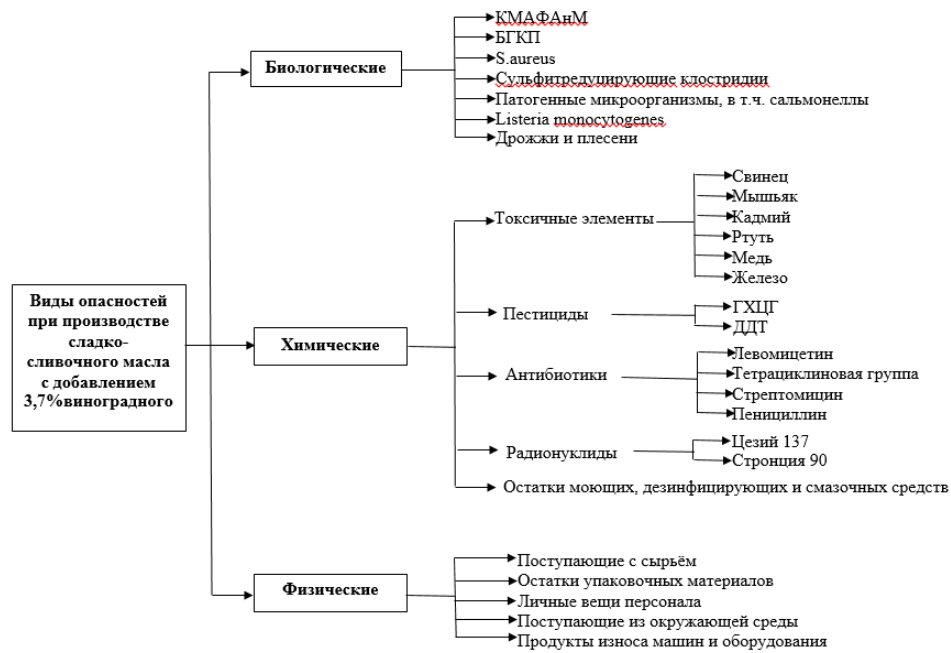 Виды опасностей
при производстве
сладко-
сливочного масла
с добавлением
3,7%виноградного
Биологические
КМАФАнМ
БГКП
S.aureus
Сульфитредуцирующие клостридии
Патогенные микроорганизмы, в т.ч. сальмонеллы
Listeria monocytogenes
Дрожжи и плесени
Химические
Токсичные элементы
Свинец
Мышьяк
Кадмий
Ртуть
Медь
Железо
Пестициды
ГХЦГ
ДДТ
Антибиотики
Левомицетин
Тетрациклиновая группа
Стрептомицин
Пенициллин
Радионуклиды
Цезий 137
Стронция 90
Остатки моющих, дезинфицирующих и смазочных средств
Физические
Поступающие с сырьём
Остатки упаковочных материалов
Личные вещи персонала
Поступающие из окружающей среды
Продукты износа машин и оборудования